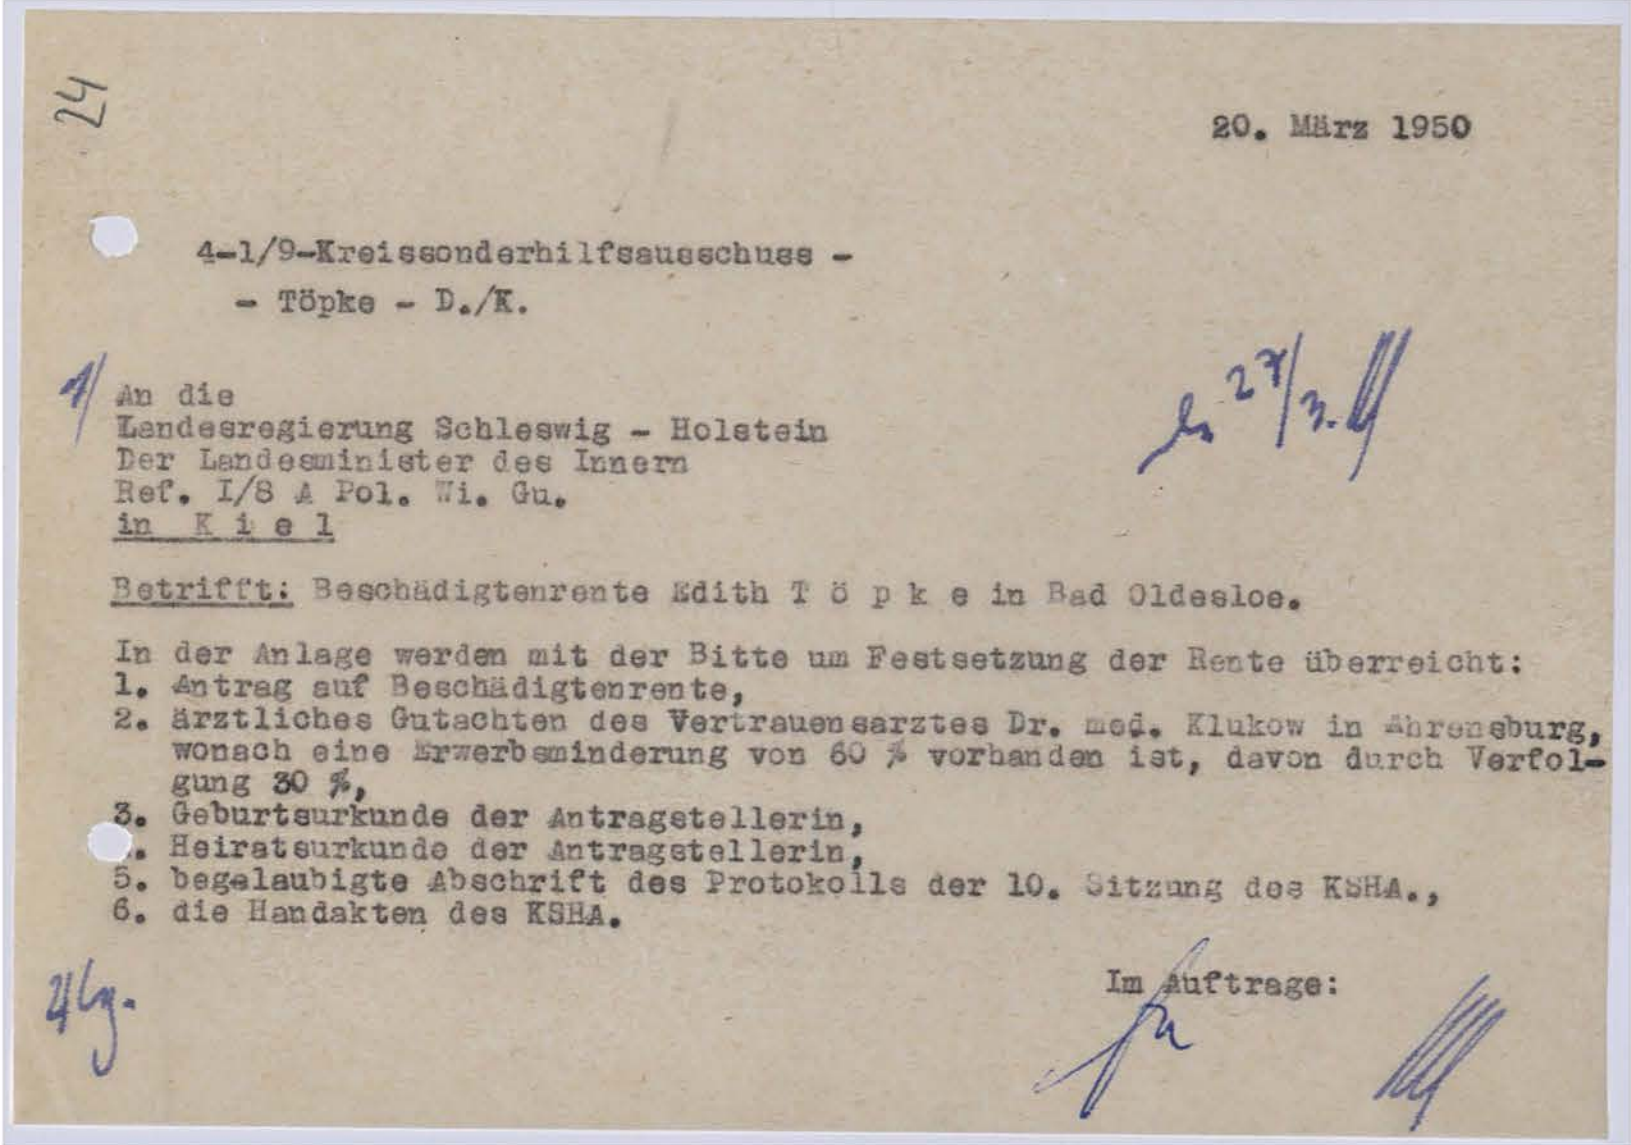 24
20. März 1950
4-1/9-Kreissonderhilfsausschuss -
- Töpke - D./K.
1/
An die
Landesregierung Schleswig - Holstein
Der Landesminister des Innern
Ref. I/8 A Pol. Wi. Gu.
in K i e l
27/3.
Betrifft: Beschädigtenrente Edith T ö p k e in Bad Oldesloe.
In der Anlage werden mit der Bitte um Festsetzung der Rente überreicht:
1. Antrag auf Beschädigtenrente,
2. ärztliches Gutachten des Vertrauensarztes Dr. med. Klukow in Ahrensburg,
wonach eine Erwerbsminderung von 60 % vorhanden ist, davon durch Verfol-
gung 30 %,
3. Geburtsurkunde der Antragstellerin,
. Heiratsurkunde der Antragstellerin,
5. begelaubigte Abschrift des Protokolls der 10. Sitzung des KSHA.,
6. die Handakten des KSHA.
Im Auftrage: